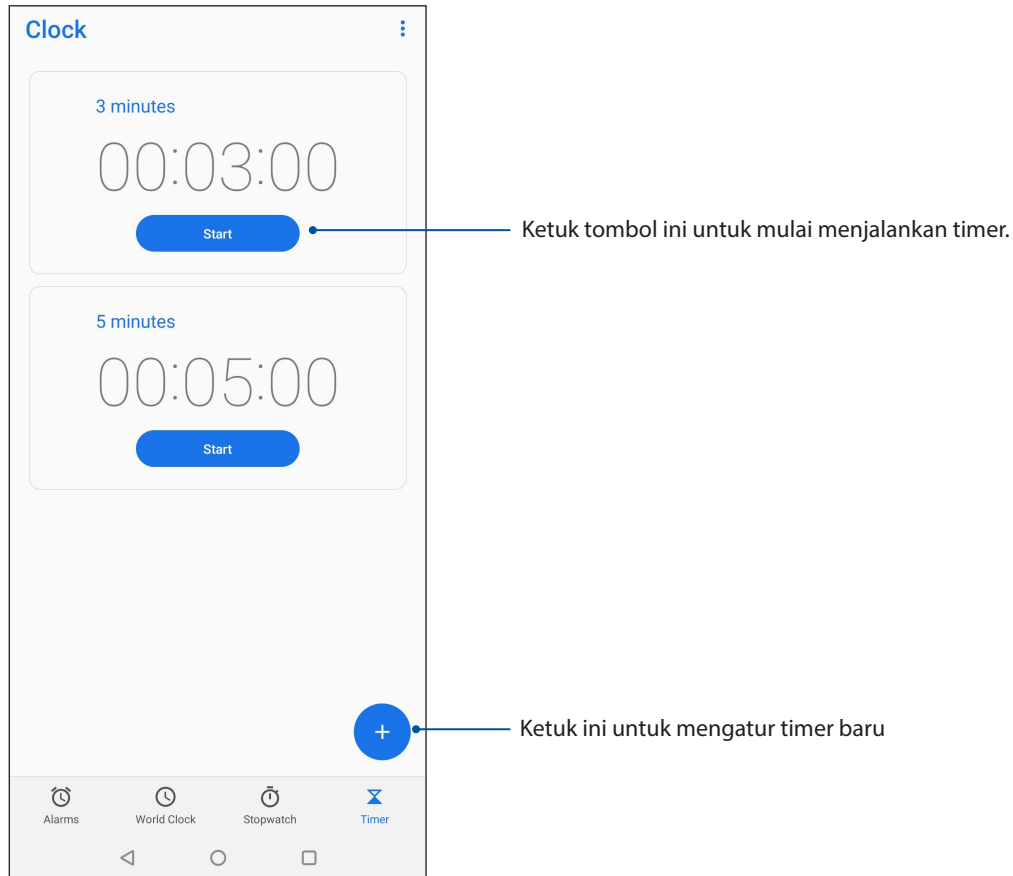 Clock
3 minutes
00:03:00
Start
Ketuk tombol ini untuk mulai menjalankan timer.
5 minutes
00:05:00
Start
+
Ketuk ini untuk mengatur timer baru
Alarms World Clock Stopwatch Timer